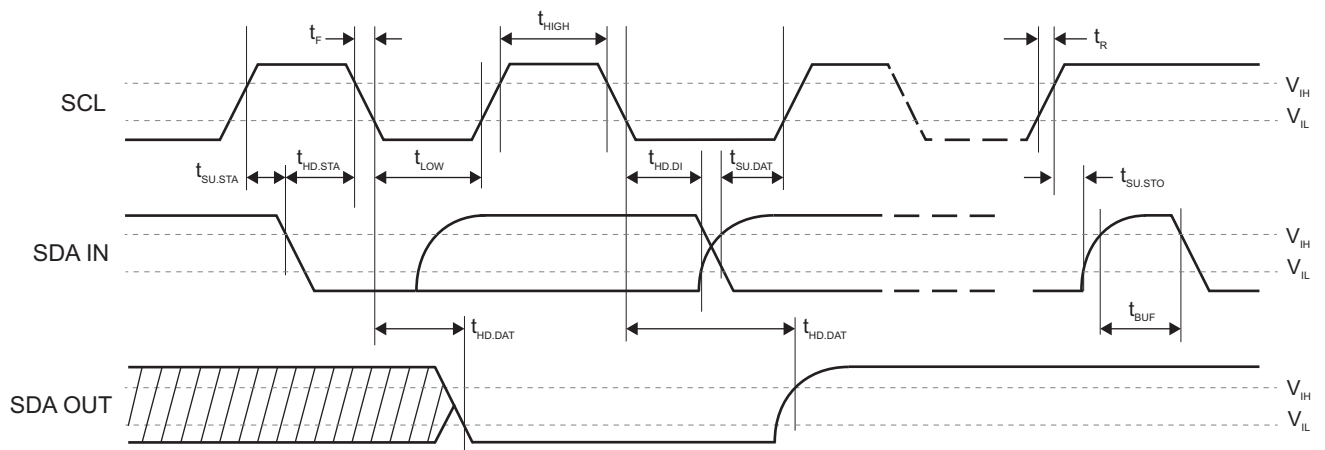 t_F
t_HIGH
t_R
SCL
V_IH
V_IL
t_SU.STA
t_HD.STA
t_LOW
t_HD.DI
t_SU.DAT
t_SU.STO
SDA IN
V_IH
V_IL
t_HD.DAT
t_HD.DAT
t_BUF
SDA OUT
V_IH
V_IL